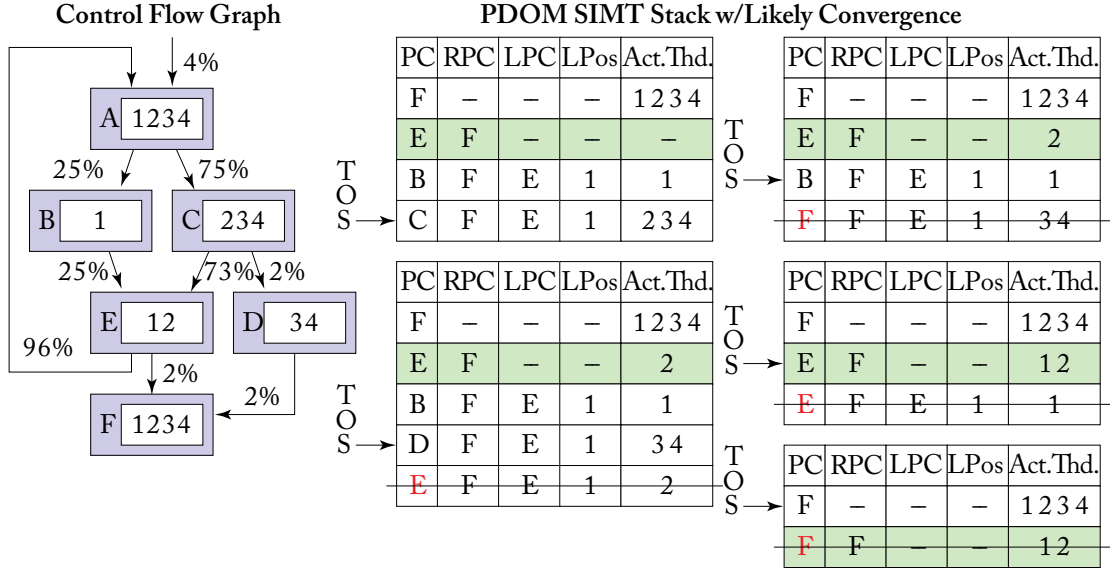 Control Flow Graph
4%
A 1234
25% 75%
B 1 C 234
25% 73% 2%
E 12 D 34
96% 2% 2%
F 1234
PDOM SIMT Stack w/Likely Convergence
TOS
PC RPC LPC LPos Act.Thd.
F – – – 1234
E F – – –
B F E 1 1
C F E 1 234
TOS
PC RPC LPC LPos Act.Thd.
F – – – 1234
E F – – 2
B F E 1 1
F F E 1 34
TOS
PC RPC LPC LPos Act.Thd.
F – – – 1234
E F – – 2
B F E 1 1
D F E 1 34
E F E 1 2
TOS
PC RPC LPC LPos Act.Thd.
F – – – 1234
E F – – 12
E F E 1 1
TOS
PC RPC LPC LPos Act.Thd.
F – – – 1234
F F – – 12